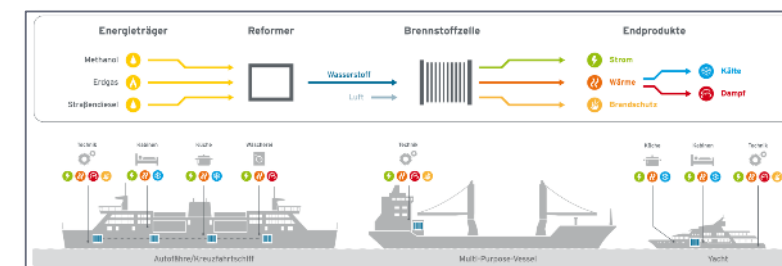 Energieträger
Reformer
Brennstoffzelle
Endprodukte
Methanol
Erdgas
Straßendiesel
Wasserstoff
Luft
Strom
Wärme
Brandschutz
Kälte
Dampf
Technik
Kabinen
Küche
Wäscherei
Technik
Küche
Kabinen
Technik
Autofähre/Kreuzfahrtschiff
Multi-Purpose-Vessel
Yacht